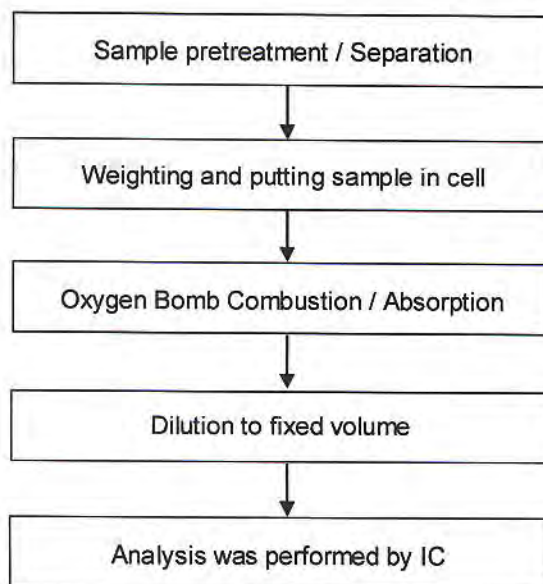 Sample pretreatment / Separation
Weighting and putting sample in cell
Oxygen Bomb Combustion / Absorption
Dilution to fixed volume
Analysis was performed by IC